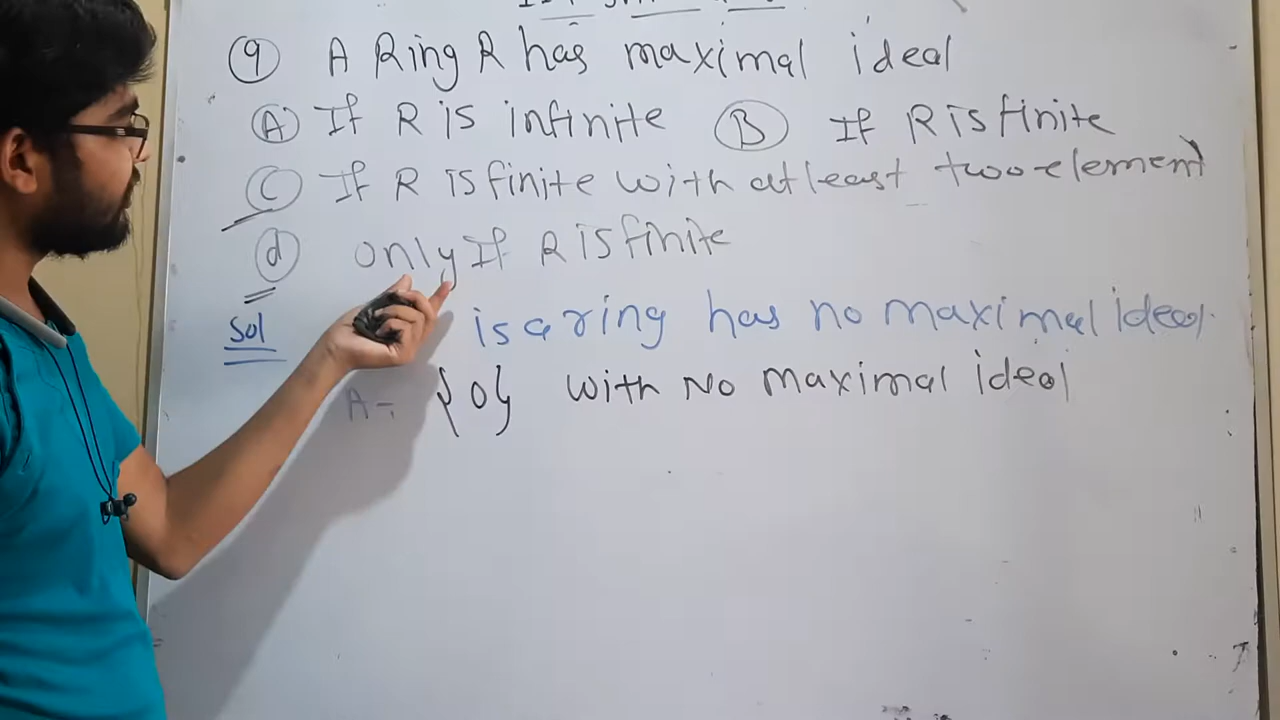 (9) A Ring R has maximal ideal
(A) If R is infinite (B) If R is finite
(C) If R is finite with at least two element
(d) only If R is finite
Sol is a ring has no maximal ideal.
A = {0} with No maximal ideal